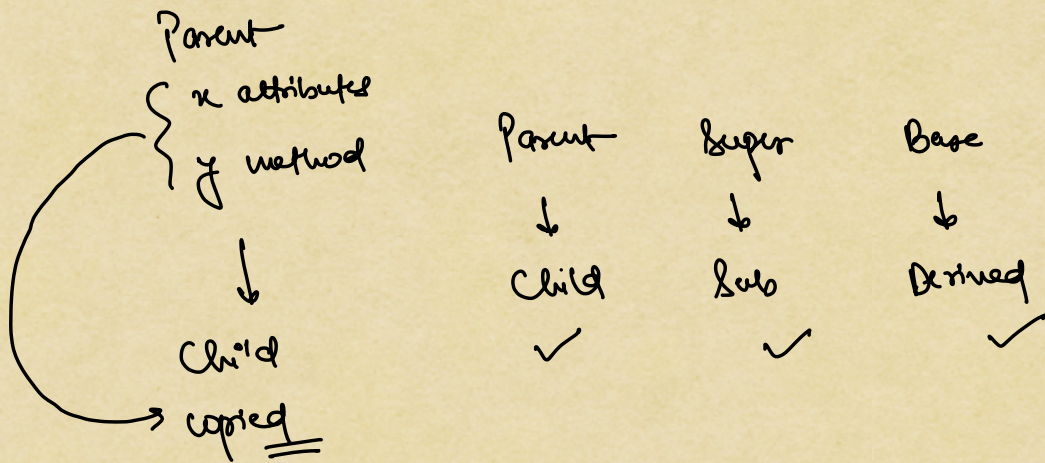 Parent
x attributes
y method
Child
copied
Parent Super Base
Child Sub Derived